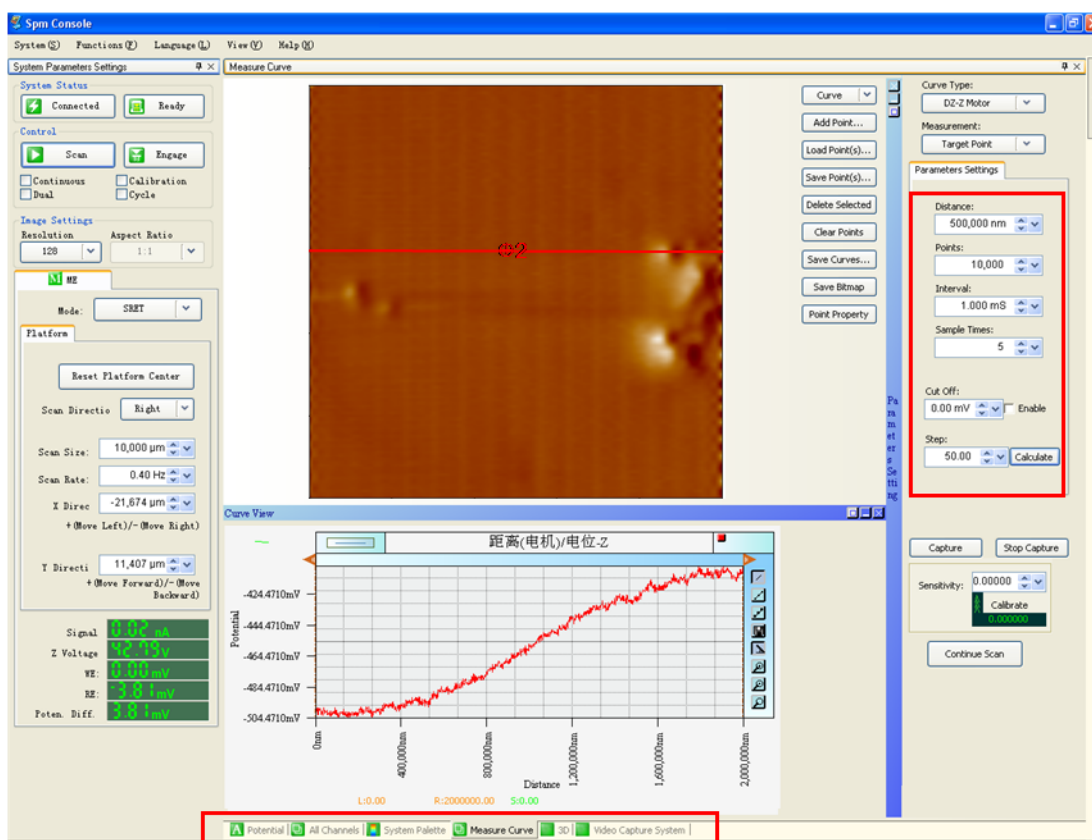 Spm Console
System(S) Functions(F) Language(L) View(V) Help(H)
System Parameters Settings
System Status
Connected Ready
Control
Scan Engage
Continuous Calibration
Dual Cycle
Image Settings
Resolution Aspect Ratio
128 1:1
ME
Mode: SRET
Platform
Reset Platform Center
Scan Directio Right
Scan Size: 10,000 µm
Scan Rate: 0.40 Hz
X Direc -21,674 µm
+(Move Left)/-(Move Right)
Y Directi 11,407 µm
+(Move Forward)/-(Move
Backward)
Signal 0.02 nA
Z Voltage 42.79 V
WE: 0.00 mV
RE: -3.81 mV
Poten. Diff. 3.81 mV
Measure Curve
Curve
Add Point...
Load Point(s)...
Save Point(s)...
Delete Selected
Clear Points
Save Curves...
Save Bitmap
Point Property
Parameters Setting
Curve Type:
DZ-Z Motor
Measurement:
Target Point
Parameters Settings
Distance:
500,000 nm
Points:
10,000
Interval:
1.000 mS
Sample Times:
5
Cut Off:
0.00 mV Enable
Step:
50.00 Calculate
Capture Stop Capture
Sensitivity: 0.00000
Calibrate
0.000000
Continue Scan
Curve View
距离(电机)/电位-Z
Potential
-424.4710mV
-444.4710mV
-464.4710mV
-484.4710mV
-504.4710mV
0nm 400,000nm 800,000nm 1,200,000nm 1,600,000nm 2,000,000nm
Distance
L:0.00 R:2000000.00 S:0.00
Potential All Channels System Palette Measure Curve 3D Video Capture System